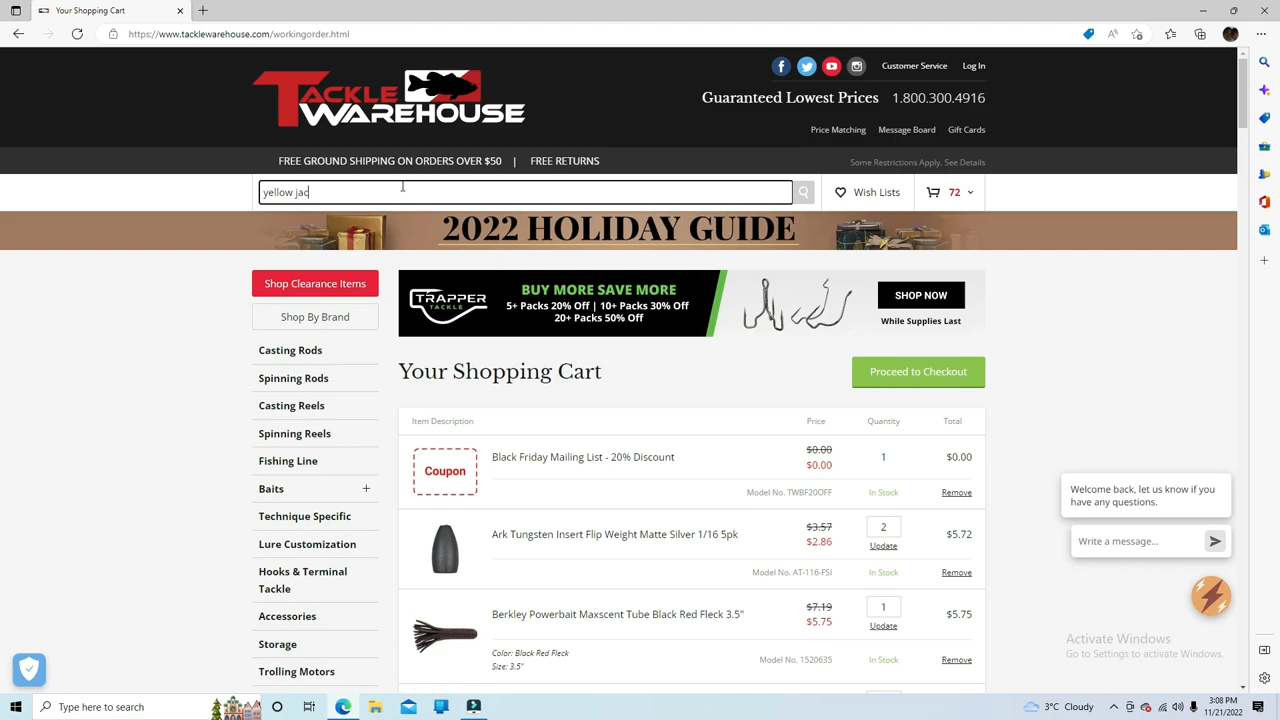 Your Shopping Cart
https://www.tacklewarehouse.com/workingorder.html
TACKLE WAREHOUSE
Customer Service
Log In
Guaranteed Lowest Prices 1.800.300.4916
Price Matching
Message Board
Gift Cards
FREE GROUND SHIPPING ON ORDERS OVER $50 | FREE RETURNS
Some Restrictions Apply. See Details
yellow jac
Wish Lists
72
2022 HOLIDAY GUIDE
Shop Clearance Items
Shop By Brand
Casting Rods
Spinning Rods
Casting Reels
Spinning Reels
Fishing Line
Baits +
Technique Specific
Lure Customization
Hooks & Terminal
Tackle
Accessories
Storage
Trolling Motors
TRAPPER
TACKLE
BUY MORE SAVE MORE
5+ Packs 20% Off | 10+ Packs 30% Off
20+ Packs 50% Off
SHOP NOW
While Supplies Last
Your Shopping Cart
Proceed to Checkout
Item Description Price Quantity Total
Coupon
Black Friday Mailing List - 20% Discount
$0.00
$0.00
1
$0.00
Model No. TWBF20OFF
In Stock
Remove
Ark Tungsten Insert Flip Weight Matte Silver 1/16 5pk
$3.57
$2.86
2
Update
$5.72
Model No. AT-116-FSI
In Stock
Remove
Berkley Powerbait Maxscent Tube Black Red Fleck 3.5"
$7.19
$5.75
1
Update
$5.75
Color: Black Red Fleck
Size: 3.5"
Model No. 1520635
In Stock
Remove
Welcome back, let us know if you
have any questions.
Write a message...
Activate Windows
Go to Settings to activate Windows.
Type here to search
3°C Cloudy
3:08 PM
11/21/2022